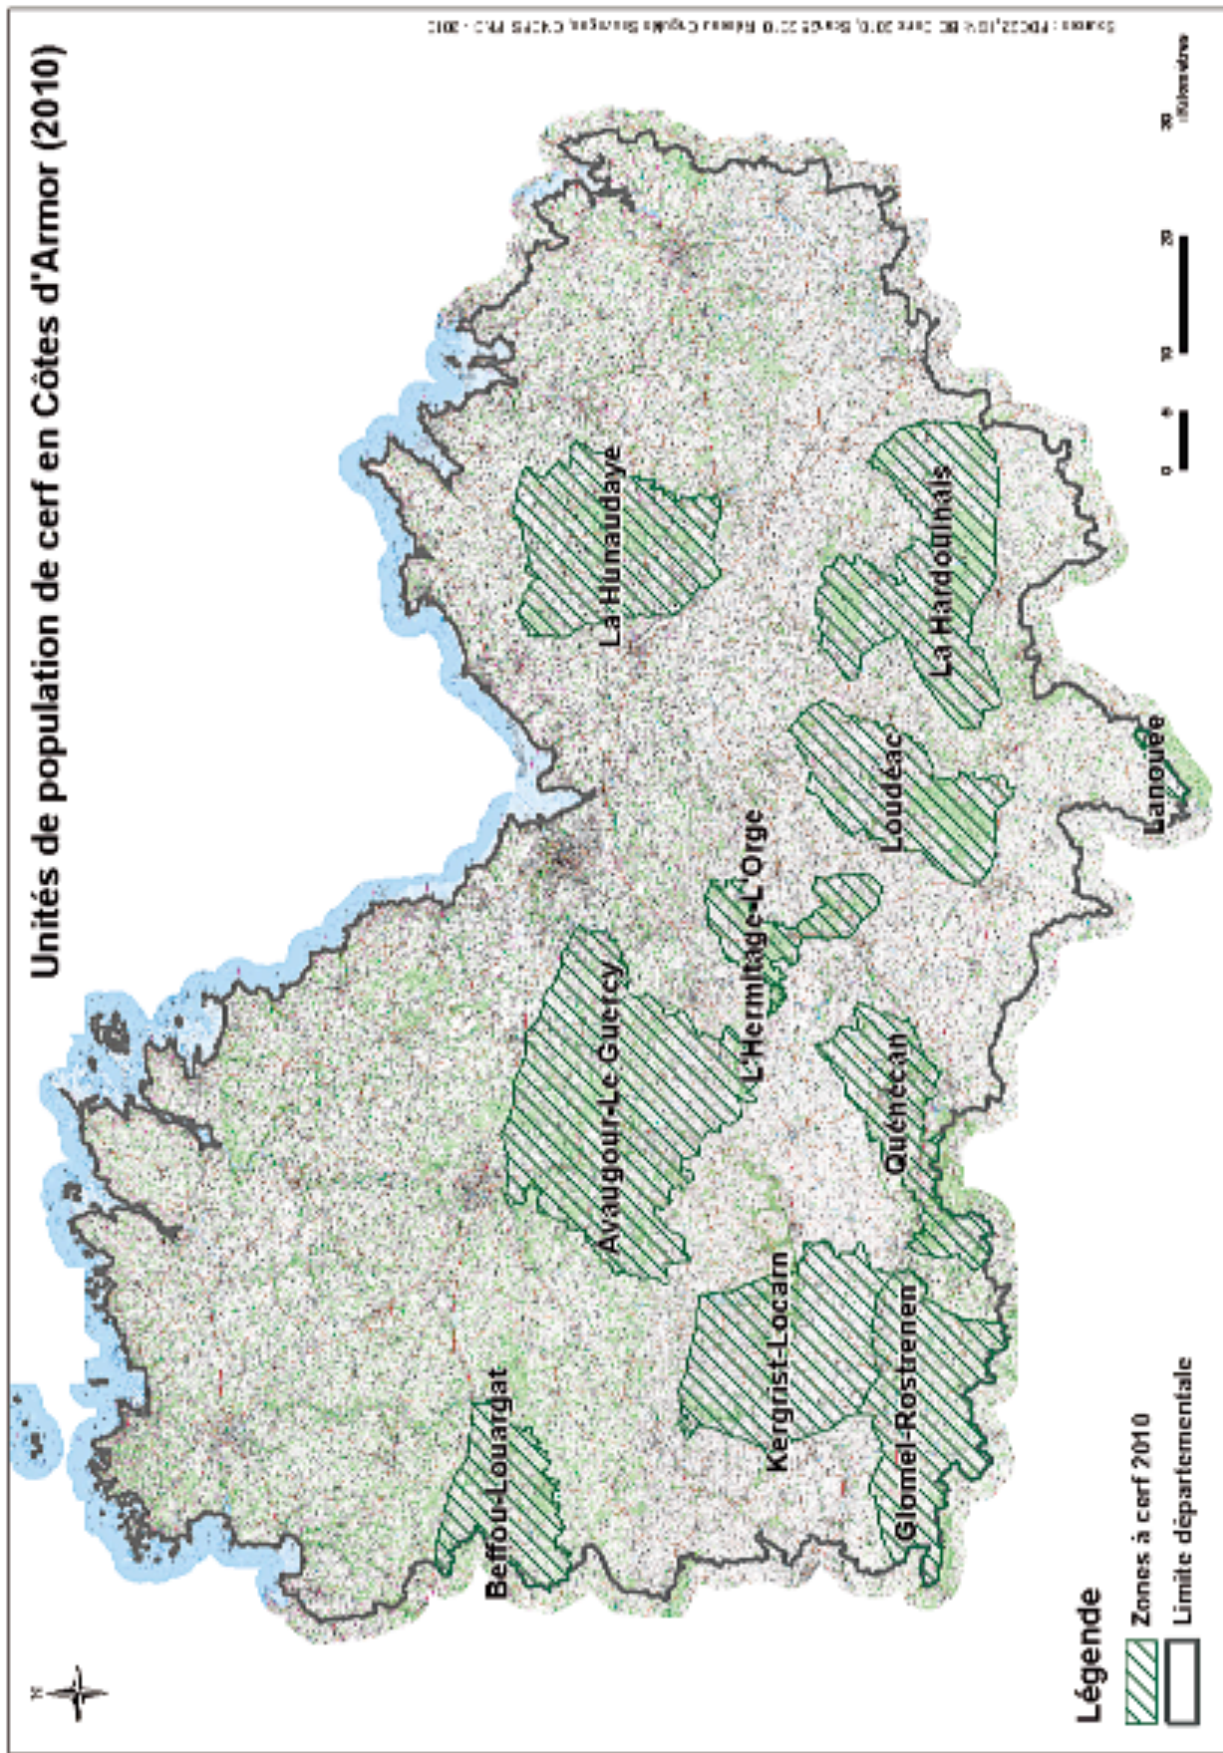 Unités de population de cerf en Côtes d'Armor (2010)
Beffou-Louargat
Avaugour-Le Guercy
La Hunaudaye
Kergrist-Locarn
L'Hermitage-L'Orge
Glomel-Rostrenen
Quénécan
Loudéac
La Hardouinais
Lanouée
Légende
Zones à cerf 2010
Limite départementale
0 5 10 20 30
Kilomètres
N